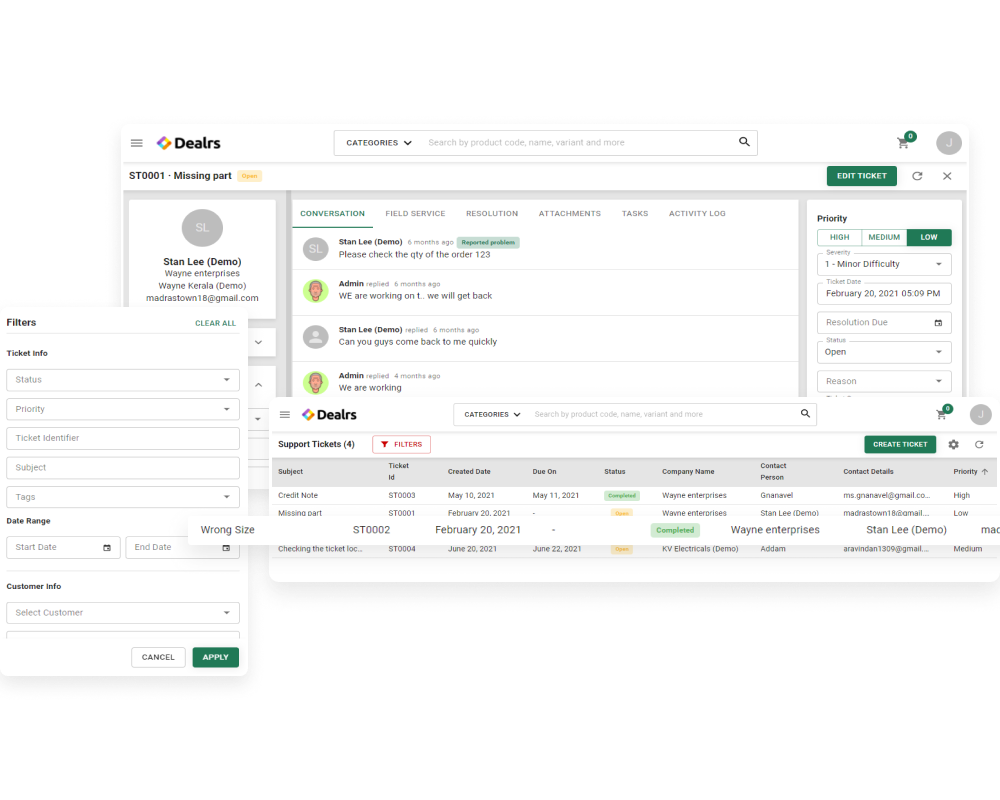 Dealrs
CATEGORIES Search by product code, name, variant and more
0
J
ST0001 · Missing part Open
EDIT TICKET
SL
Stan Lee (Demo)
Wayne enterprises
Wayne Kerala (Demo)
madrastown18@gmail.com
CONVERSATION FIELD SERVICE RESOLUTION ATTACHMENTS TASKS ACTIVITY LOG
SL
Stan Lee (Demo) 6 months ago Reported problem
Please check the qty of the order 123
Admin replied 6 months ago
WE are working on t.. we will get back
Stan Lee (Demo) replied 6 months ago
Can you guys come back to me quickly
Admin replied 4 months ago
We are working
Priority
HIGH MEDIUM LOW
Severity
1 - Minor Difficulty
Ticket Date
February 20, 2021 05:09 PM
Resolution Due
Status
Open
Reason
Filters CLEAR ALL
Ticket Info
Status
Priority
Ticket Identifier
Subject
Tags
Date Range
Start Date End Date
Customer Info
Select Customer
CANCEL APPLY
Dealrs
CATEGORIES Search by product code, name, variant and more
0
J
Support Tickets (4) FILTERS CREATE TICKET
Subject Ticket Id Created Date Due On Status Company Name Contact Person Contact Details Priority
Credit Note ST0003 May 10, 2021 May 11, 2021 Completed Wayne enterprises Gnanavel ms.gnanavel@gmail.co... High
Missing part ST0001 February 20, 2021 - Open Wayne enterprises Stan Lee (Demo) madrastown18@gmail.... Low
Wrong Size ST0002 February 20, 2021 - Completed Wayne enterprises Stan Lee (Demo) mad
Checking the ticket loc... ST0004 June 20, 2021 June 22, 2021 Open KV Electricals (Demo) Addam aravindan1309@gmail.... Medium